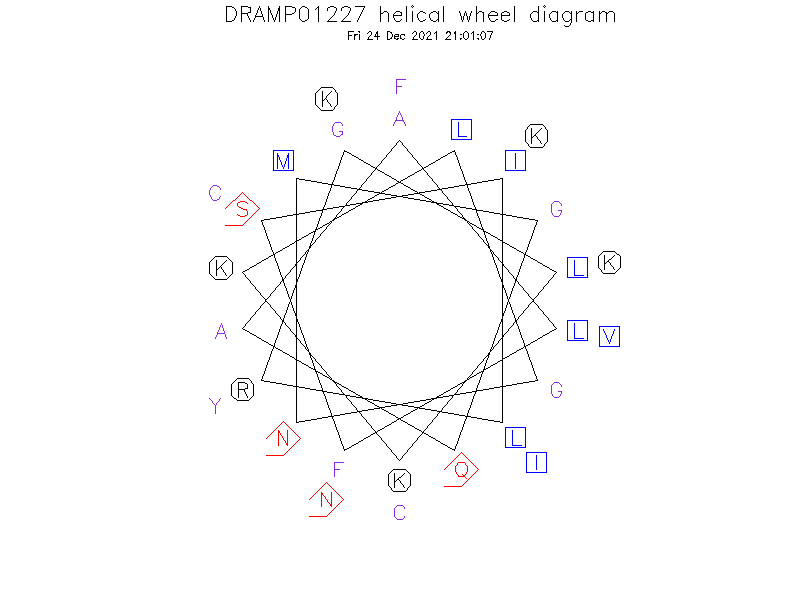 DRAMP01227 helical wheel diagram
Fri 24 Dec 2021 21:01:07
F
K
A
G
L
K
M
I
C
S
G
K
L
K
A
L
V
Y
R
G
N
L
F
Q
I
K
N
C